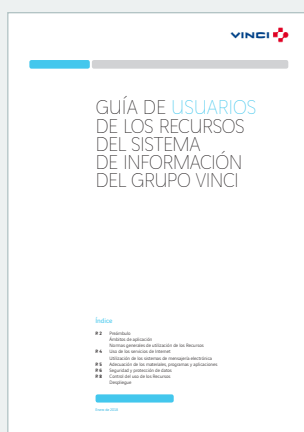 VINCI
GUÍA DE USUARIOS
DE LOS RECURSOS
DEL SISTEMA
DE INFORMACIÓN
DEL GRUPO VINCI
Índice
P. 3 Preámbulo
Ámbitos de aplicación
Normas generales de utilización de los Recursos
P. 4 Uso de los servicios de Internet
Utilización de los sistemas de mensajería electrónica
P. 5 Adecuación de los materiales, programas y aplicaciones
P. 6 Seguridad y protección de datos
P. 8 Control del uso de los Recursos
Despliegue